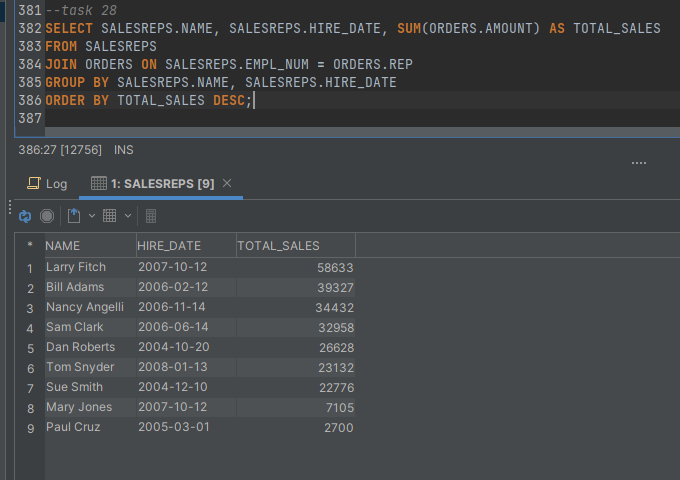 381 --task 28
382 SELECT SALESREPS.NAME, SALESREPS.HIRE_DATE, SUM(ORDERS.AMOUNT) AS TOTAL_SALES
383 FROM SALESREPS
384 JOIN ORDERS ON SALESREPS.EMPL_NUM = ORDERS.REP
385 GROUP BY SALESREPS.NAME, SALESREPS.HIRE_DATE
386 ORDER BY TOTAL_SALES DESC;
387
386:27 [12756] INS
Log 1: SALESREPS [9]
* NAME HIRE_DATE TOTAL_SALES
1 Larry Fitch 2007-10-12 58633
2 Bill Adams 2006-02-12 39327
3 Nancy Angelli 2006-11-14 34432
4 Sam Clark 2006-06-14 32958
5 Dan Roberts 2004-10-20 26628
6 Tom Snyder 2008-01-13 23132
7 Sue Smith 2004-12-10 22776
8 Mary Jones 2007-10-12 7105
9 Paul Cruz 2005-03-01 2700